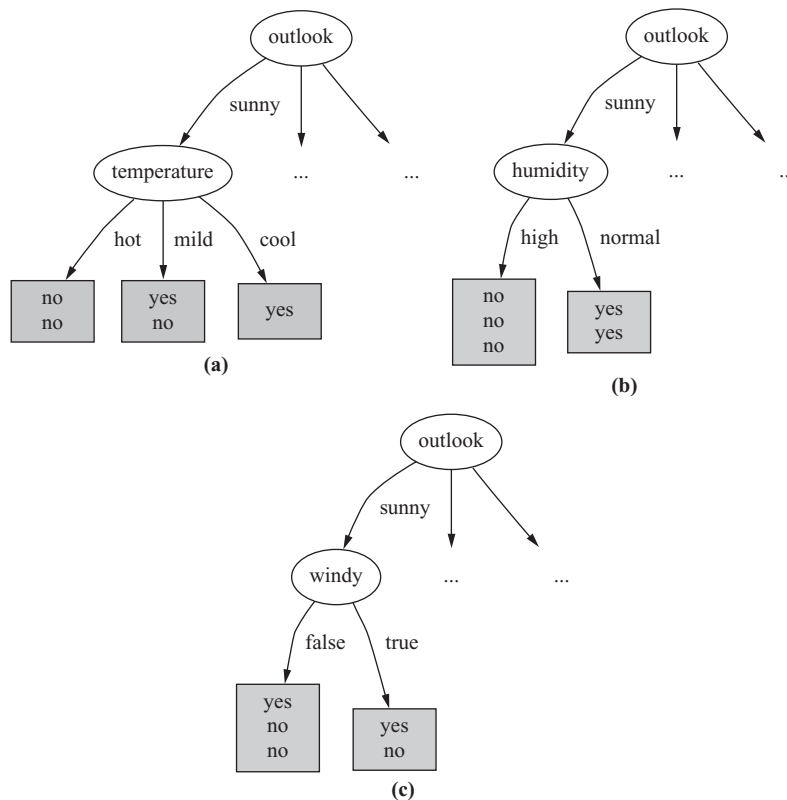 outlook
sunny
temperature
...
...
hot
mild
cool
no
no
yes
no
yes
(a)
outlook
sunny
humidity
...
...
high
normal
no
no
no
yes
yes
(b)
outlook
sunny
windy
...
...
false
true
yes
no
no
yes
no
(c)